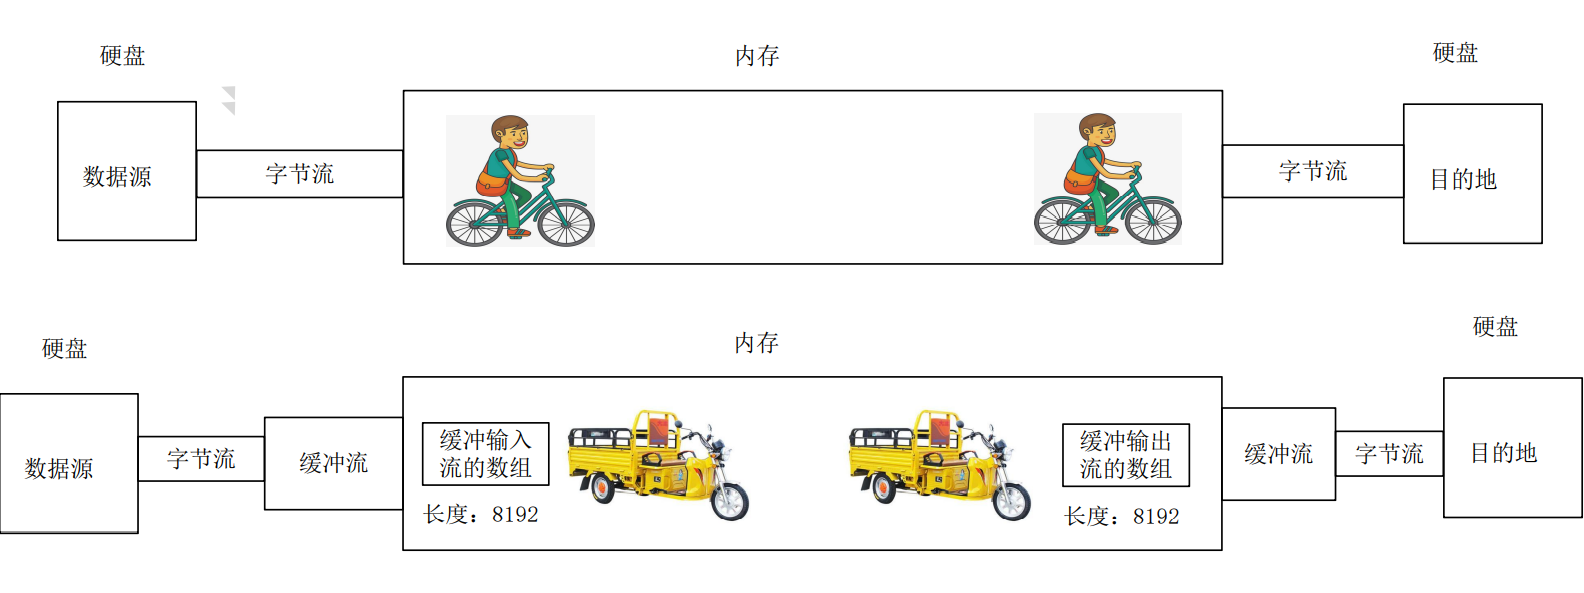 硬盘
内存
硬盘
数据源
字节流
字节流
目的地
硬盘
内存
硬盘
数据源
字节流
缓冲流
缓冲输入
流的数组
长度：8192
缓冲输出
流的数组
长度：8192
缓冲流
字节流
目的地